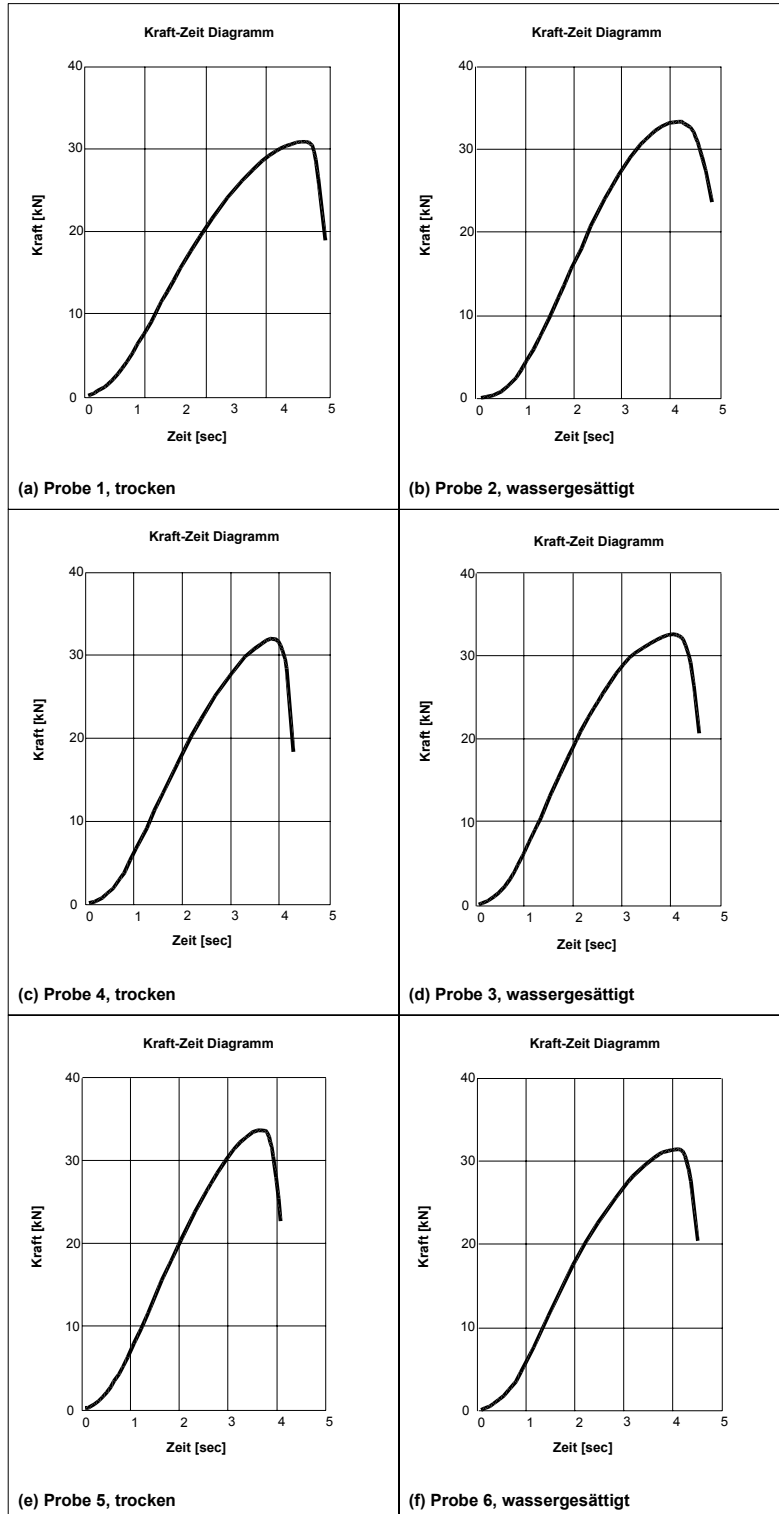 Kraft-Zeit Diagramm
40
30
20
10
0
Kraft [kN]
0 1 2 3 4 5
Zeit [sec]
(a) Probe 1, trocken
Kraft-Zeit Diagramm
40
30
20
10
0
Kraft [kN]
0 1 2 3 4 5
Zeit [sec]
(b) Probe 2, wassergesättigt
Kraft-Zeit Diagramm
40
30
20
10
0
Kraft [kN]
0 1 2 3 4 5
Zeit [sec]
(c) Probe 4, trocken
Kraft-Zeit Diagramm
40
30
20
10
0
Kraft [kN]
0 1 2 3 4 5
Zeit [sec]
(d) Probe 3, wassergesättigt
Kraft-Zeit Diagramm
40
30
20
10
0
Kraft [kN]
0 1 2 3 4 5
Zeit [sec]
(e) Probe 5, trocken
Kraft-Zeit Diagramm
40
30
20
10
0
Kraft [kN]
0 1 2 3 4 5
Zeit [sec]
(f) Probe 6, wassergesättigt